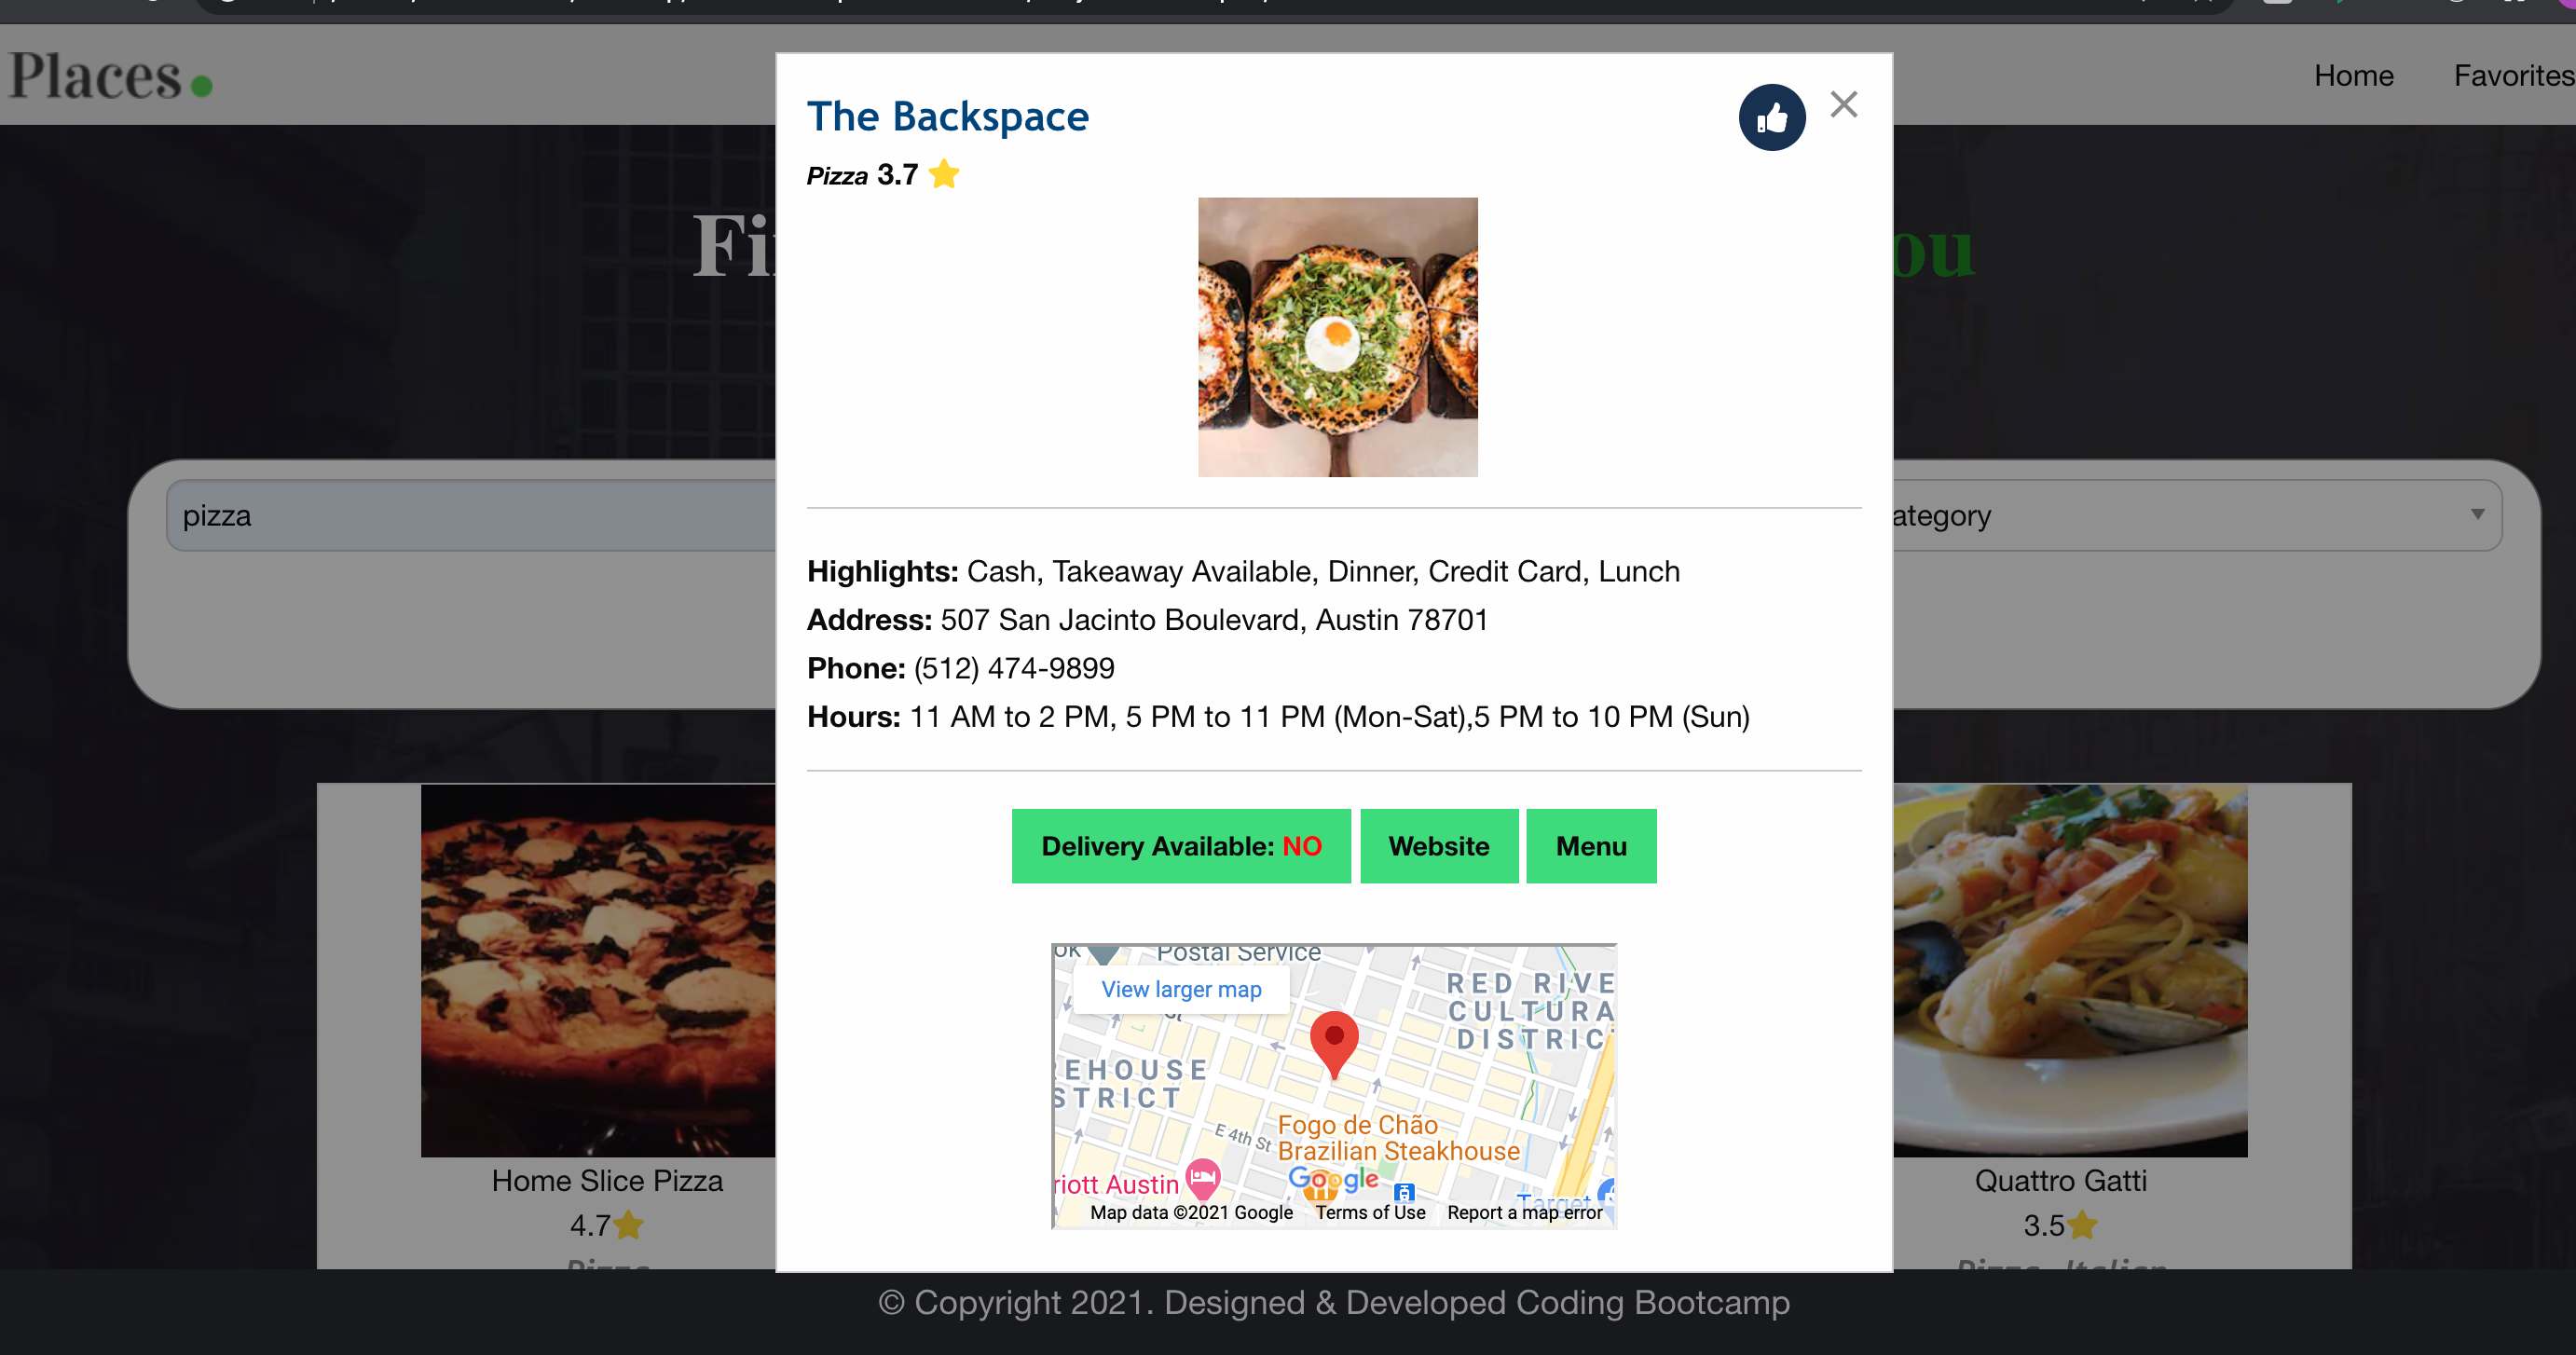 Places
Home
Favorites
The Backspace
Pizza 3.7
pizza
ategory
Highlights: Cash, Takeaway Available, Dinner, Credit Card, Lunch
Address: 507 San Jacinto Boulevard, Austin 78701
Phone: (512) 474-9899
Hours: 11 AM to 2 PM, 5 PM to 11 PM (Mon-Sat),5 PM to 10 PM (Sun)
Delivery Available: NO
Website
Menu
Postal Service
View larger map
RED RIVE
CULTURA
DISTRIC
EHOUSE
STRICT
E 4th St
Fogo de Chão
Brazilian Steakhouse
riott Austin
Google
Target
Map data ©2021 Google
Terms of Use
Report a map error
Home Slice Pizza
4.7
Pizza
Quattro Gatti
3.5
Pizza, Italian
© Copyright 2021. Designed & Developed Coding Bootcamp